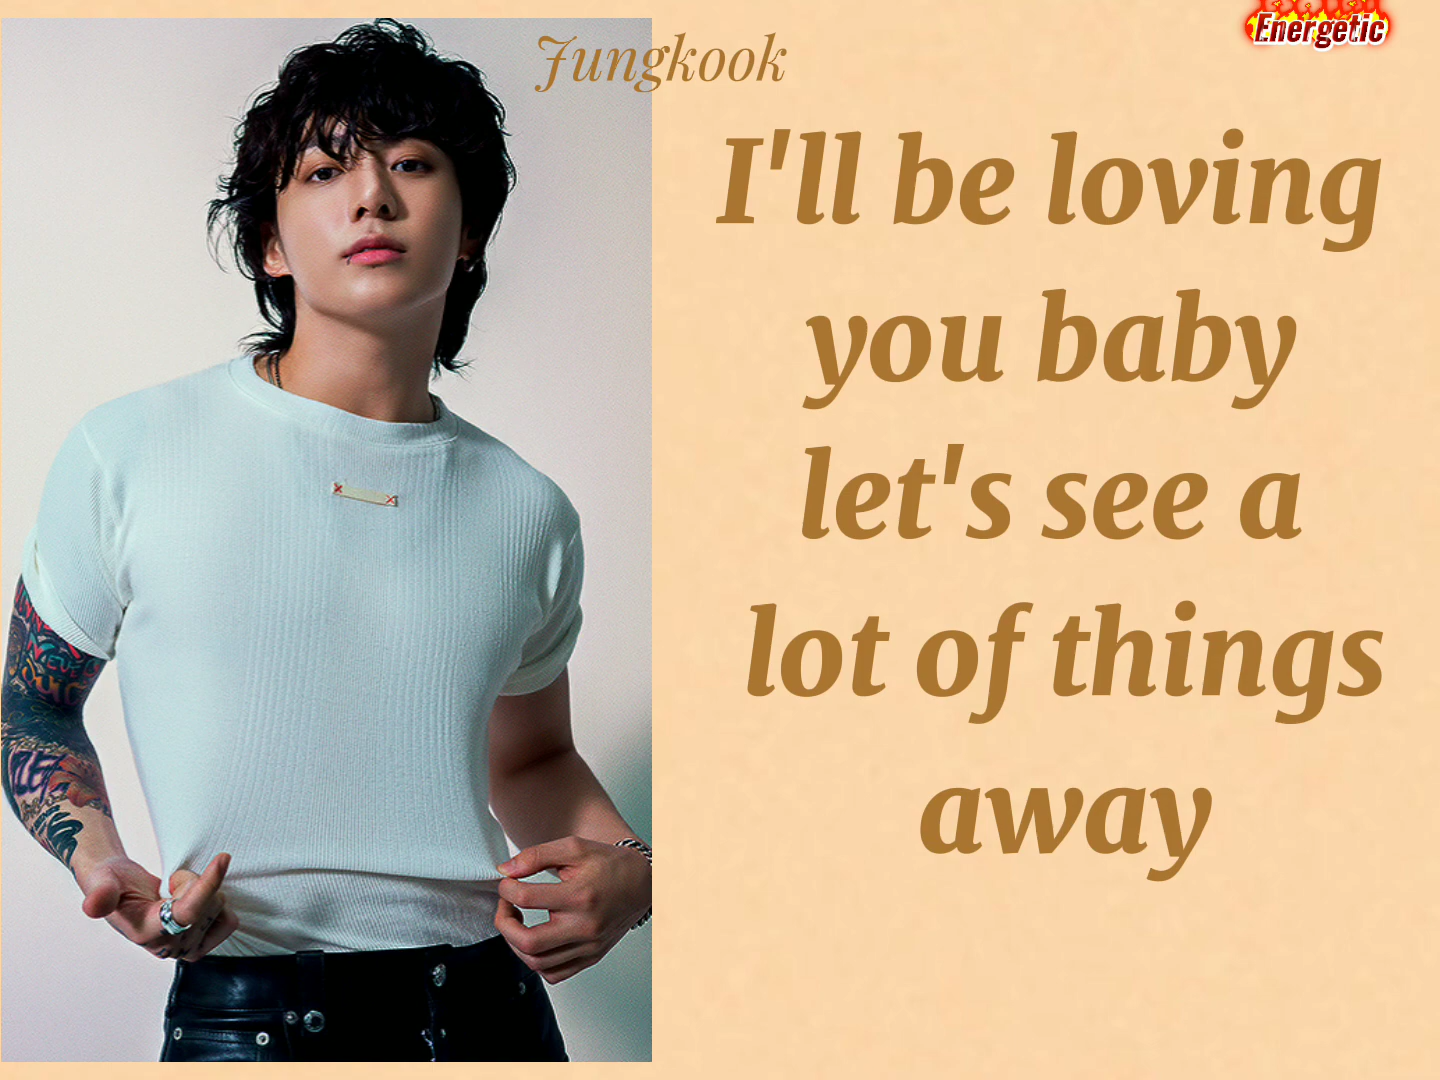 Jungkook
Energetic
I'll be loving
you baby
let's see a
lot of things
away